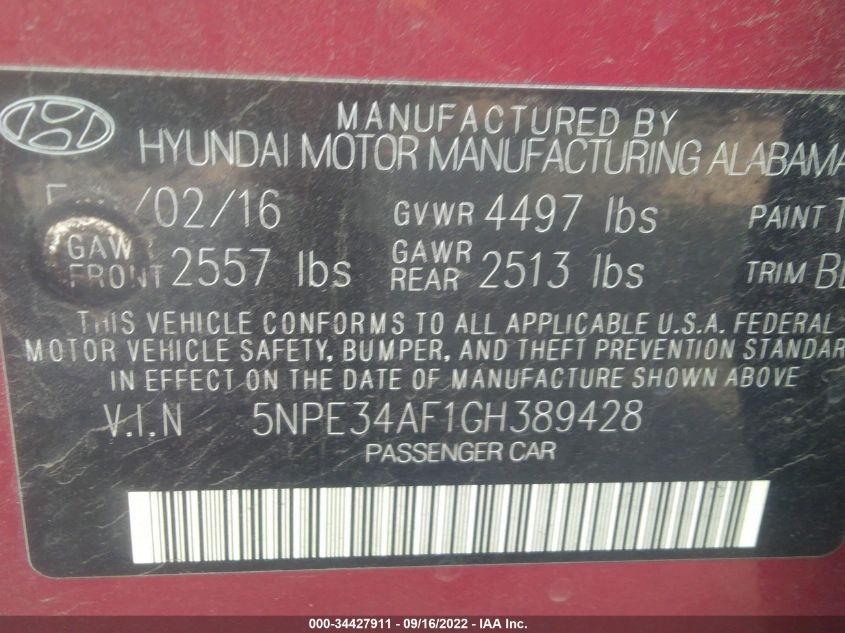 MANUFACTURED BY
HYUNDAI MOTOR MANUFACTURING ALABAMA
/02/16 GVWR 4497 lbs PAINT
GAWR FRONT 2557 lbs GAWR REAR 2513 lbs TRIM
THIS VEHICLE CONFORMS TO ALL APPLICABLE U.S.A. FEDERAL
MOTOR VEHICLE SAFETY, BUMPER, AND THEFT PREVENTION STANDAR
IN EFFECT ON THE DATE OF MANUFACTURE SHOWN ABOVE
V.I.N 5NPE34AF1GH389428
PASSENGER CAR
000-34427911 - 09/16/2022 - IAA Inc.